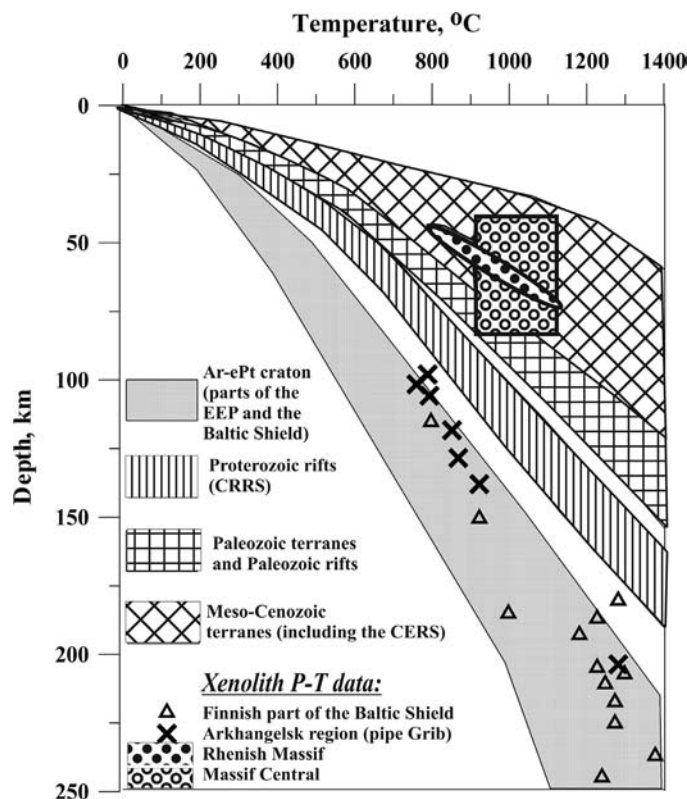 Temperature, ºC
0 200 400 600 800 1000 1200 1400
0
50
100
150
200
250
Depth, km
Ar-ePt craton
(parts of the
EEP and the
Baltic Shield)
Proterozoic rifts
(CRRS)
Paleozoic terranes
and Paleozoic rifts
Meso-Cenozoic
terranes (including the CERS)
Xenolith P-T data:
Finnish part of the Baltic Shield
Arkhangelsk region (pipe Grib)
Rhenish Massif
Massif Central